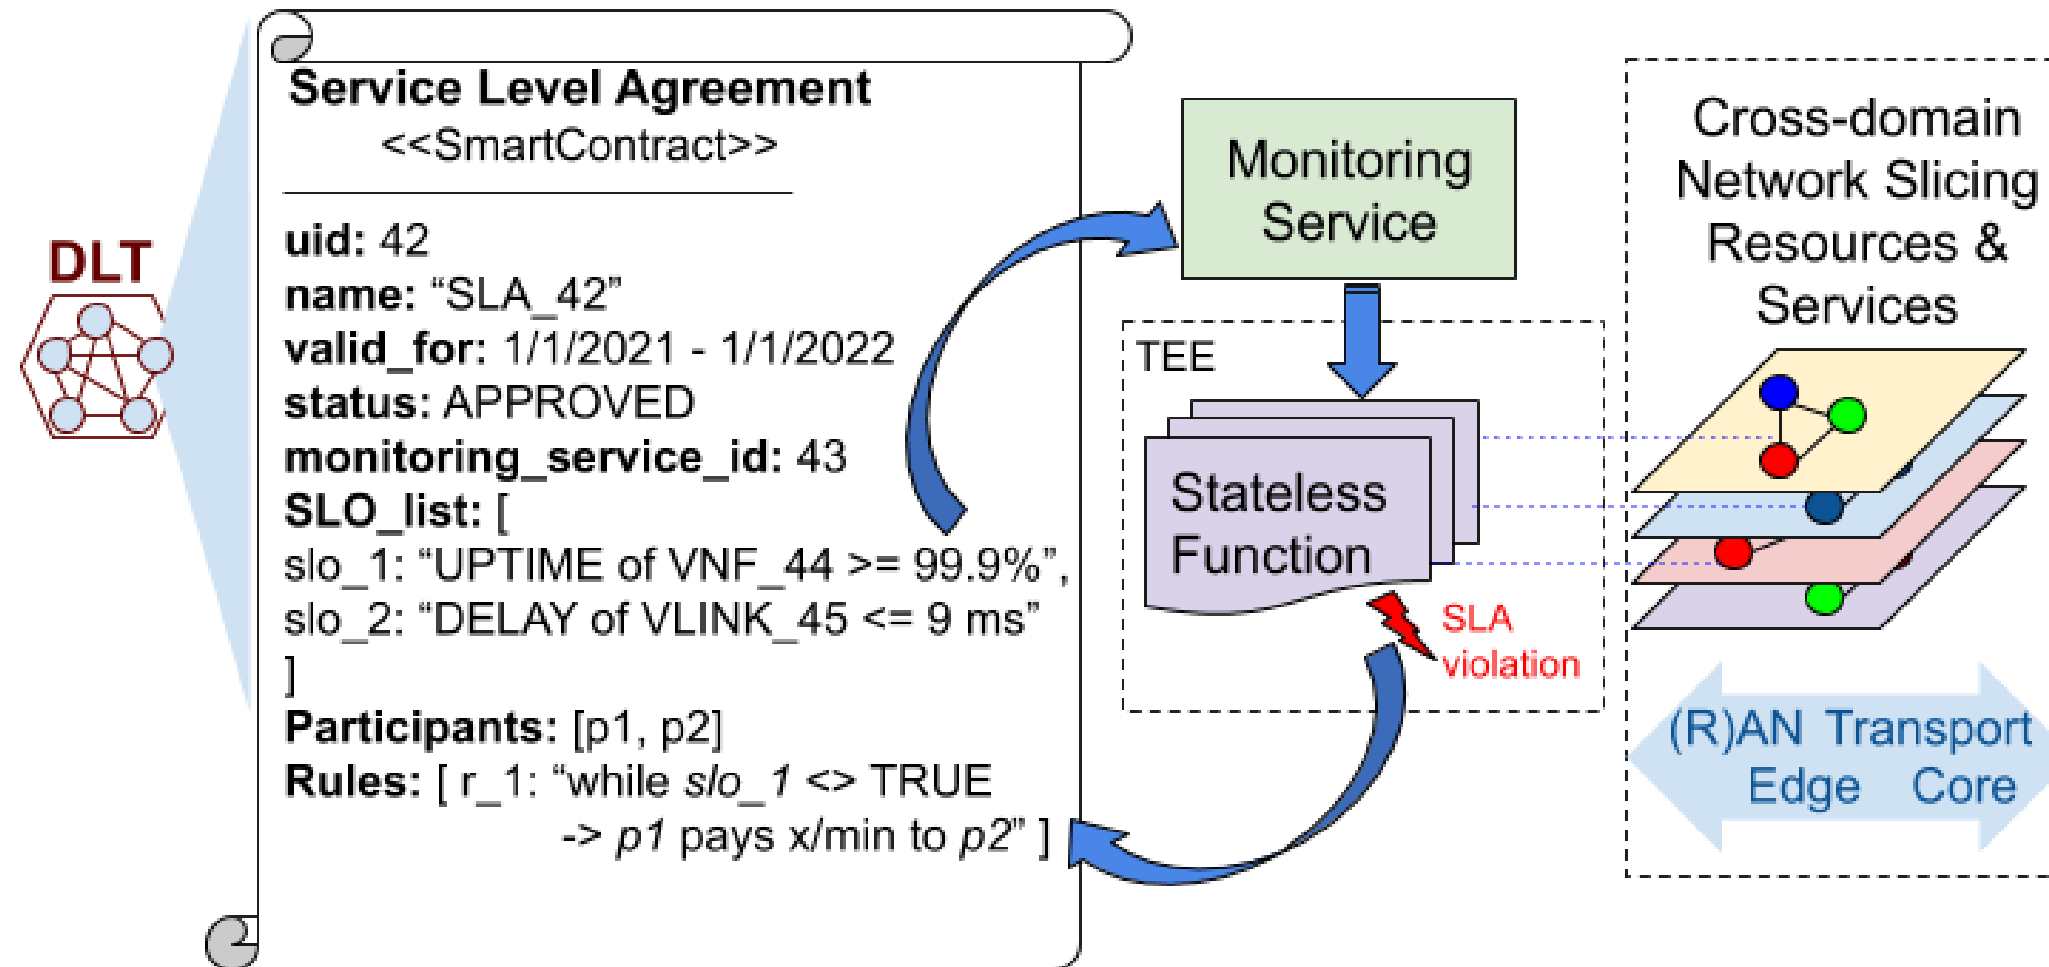 DLT
Service Level Agreement
<<SmartContract>>
uid: 42
name: “SLA_42”
valid_for: 1/1/2021 - 1/1/2022
status: APPROVED
monitoring_service_id: 43
SLO_list: [
slo_1: “UPTIME of VNF_44 >= 99.9%”,
slo_2: “DELAY of VLINK_45 <= 9 ms”
]
Participants: [p1, p2]
Rules: [ r_1: “while slo_1 <> TRUE
-> p1 pays x/min to p2” ]
Monitoring
Service
TEE
Stateless
Function
SLA
violation
Cross-domain
Network Slicing
Resources &
Services
(R)AN Transport
Edge Core